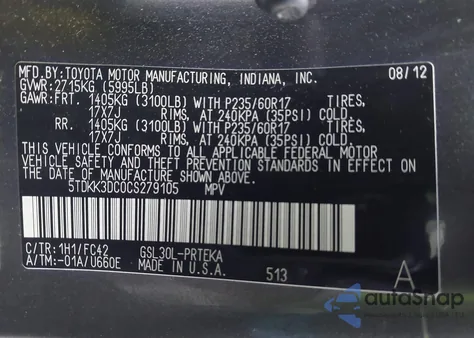 MFD.BY: TOYOTA MOTOR MANUFACTURING, INDIANA, INC.
08/12
GVWR: 2715KG (5995LB)
GAWR: FRT. 1405KG (3100LB) WITH P235/60R17 TIRES,
17X7J RIMS, AT 240KPA (35PSI) COLD.
RR. 1405KG (3100LB) WITH P235/60R17 TIRES,
17X7J RIMS, AT 240KPA (35PSI) COLD.
THIS VEHICLE CONFORMS TO ALL APPLICABLE FEDERAL MOTOR
VEHICLE SAFETY AND THEFT PREVENTION STANDARDS IN EFFECT ON
THE DATE OF MANUFACTURE SHOWN ABOVE.
5TDKK3DC0CS279105 MPV
C/TR: 1H1/FC42 GSL30L-PRTEKA
A/TM: -01A/U660E MADE IN U.S.A. 513 A
autoSnap